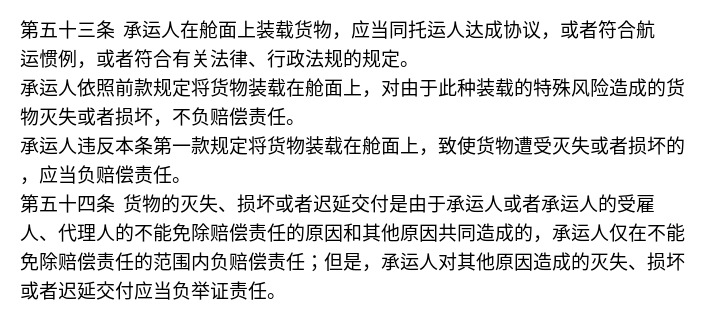 第五十三条 承运人在舱面上装载货物，应当同托运人达成协议，或者符合航
运惯例，或者符合有关法律、行政法规的规定。
承运人依照前款规定将货物装载在舱面上，对由于此种装载的特殊风险造成的货
物灭失或者损坏，不负赔偿责任。
承运人违反本条第一款规定将货物装载在舱面上，致使货物遭受灭失或者损坏的
，应当负赔偿责任。
第五十四条 货物的灭失、损坏或者迟延交付是由于承运人或者承运人的受雇
人、代理人的不能免除赔偿责任的原因和其他原因共同造成的，承运人仅在不能
免除赔偿责任的范围内负赔偿责任；但是，承运人对其他原因造成的灭失、损坏
或者迟延交付应当负举证责任。